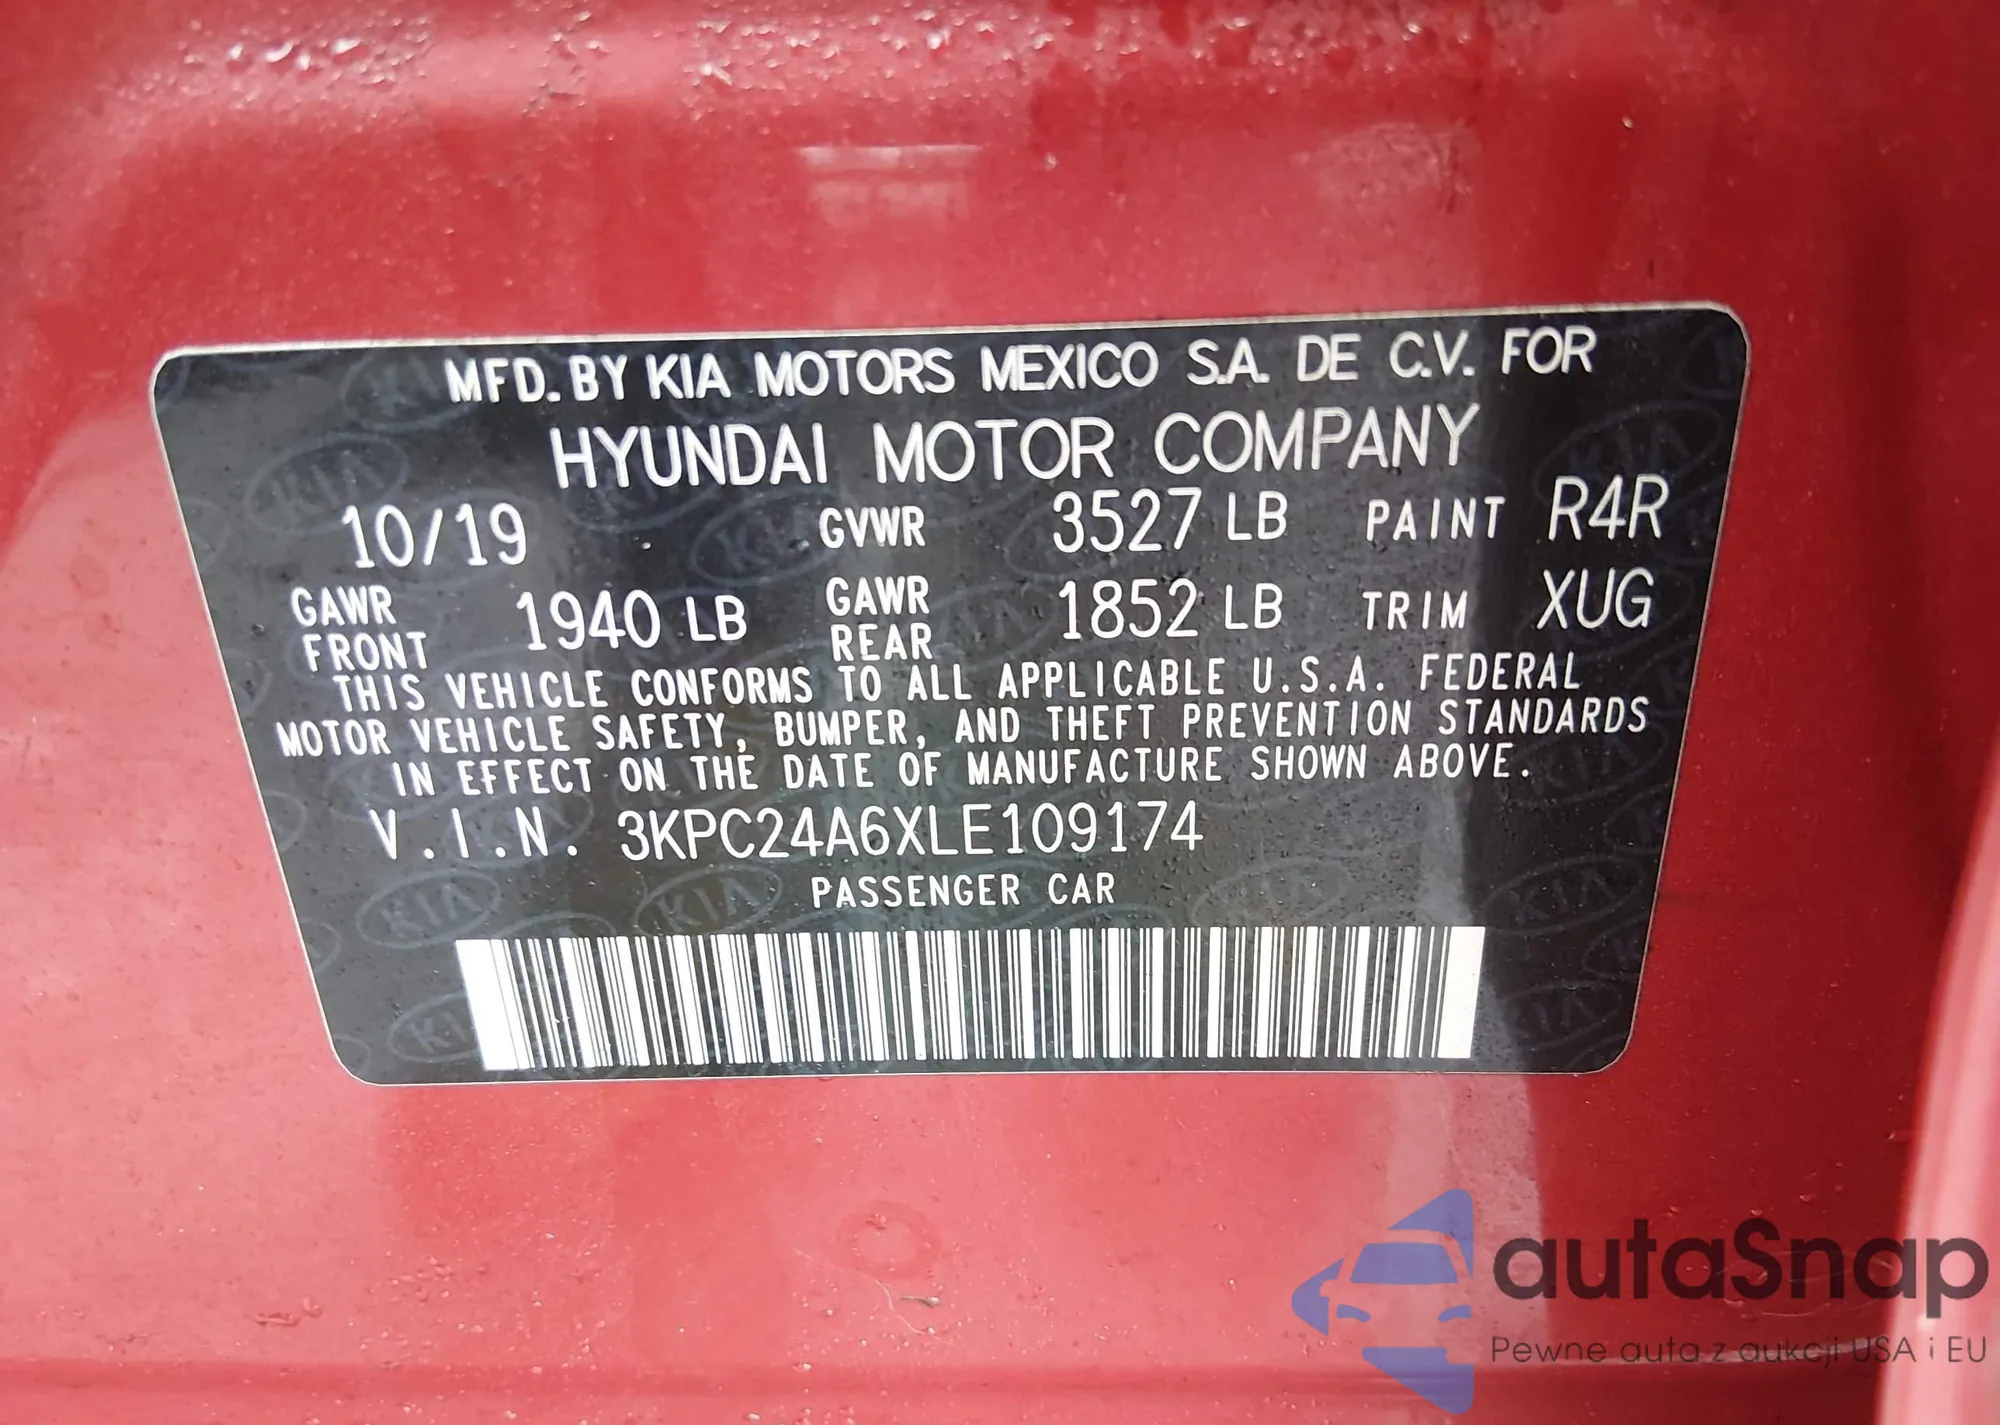 MFD. BY KIA MOTORS MEXICO S.A. DE C.V. FOR
HYUNDAI MOTOR COMPANY
10/19 GVWR 3527 LB PAINT R4R
GAWR FRONT 1940 LB GAWR REAR 1852 LB TRIM XUG
THIS VEHICLE CONFORMS TO ALL APPLICABLE U.S.A. FEDERAL
MOTOR VEHICLE SAFETY, BUMPER, AND THEFT PREVENTION STANDARDS
IN EFFECT ON THE DATE OF MANUFACTURE SHOWN ABOVE.
V.I.N. 3KPC24A6XLE109174
PASSENGER CAR
autaSnap
Pewne auta z aukcji USA i EU